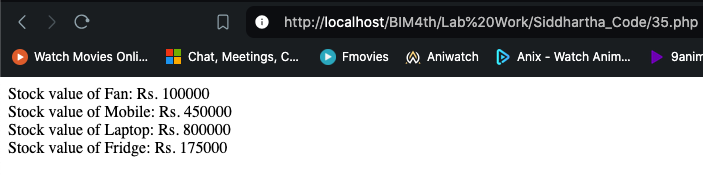 http://localhost/BIM4th/Lab%20Work/Siddhartha_Code/35.php
Watch Movies Onli... Chat, Meetings, C... Fmovies Aniwatch Anix - Watch Anim... 9anim
Stock value of Fan: Rs. 100000
Stock value of Mobile: Rs. 450000
Stock value of Laptop: Rs. 800000
Stock value of Fridge: Rs. 175000